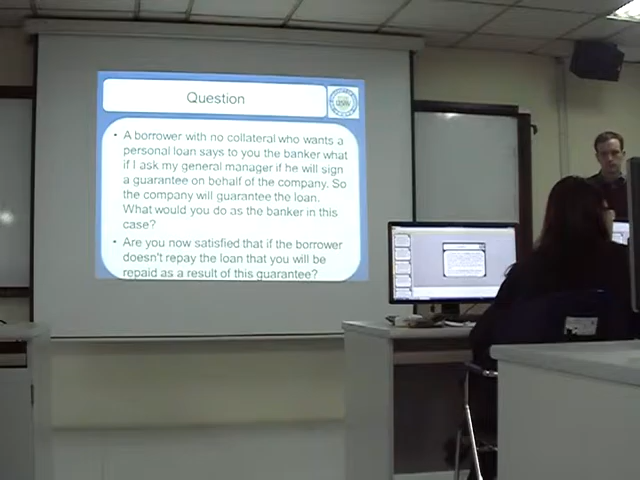 Question
• A borrower with no collateral who wants a
personal loan says to you the banker what
if I ask my general manager if he will sign
a guarantee on behalf of the company. So
the company will guarantee the loan.
What would you do as the banker in this
case?
• Are you now satisfied that if the borrower
doesn't repay the loan that you will be
repaid as a result of this guarantee?